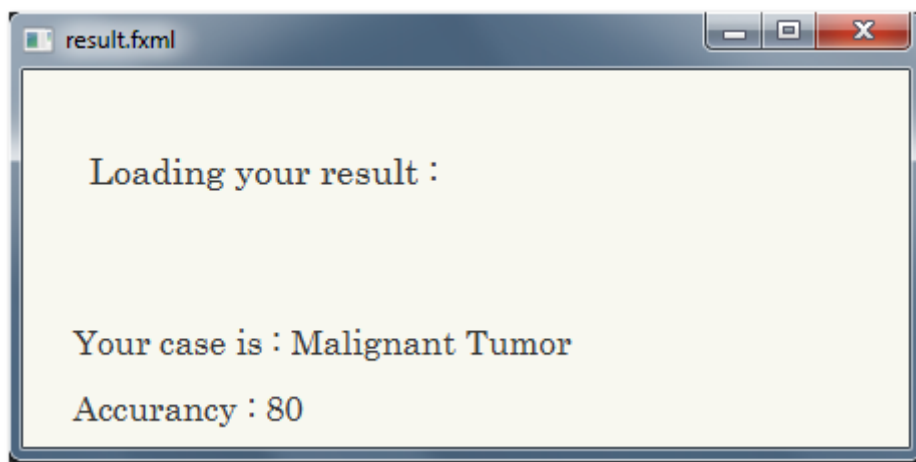 result.fxml
Loading your result :
Your case is : Malignant Tumor
Accurancy : 80